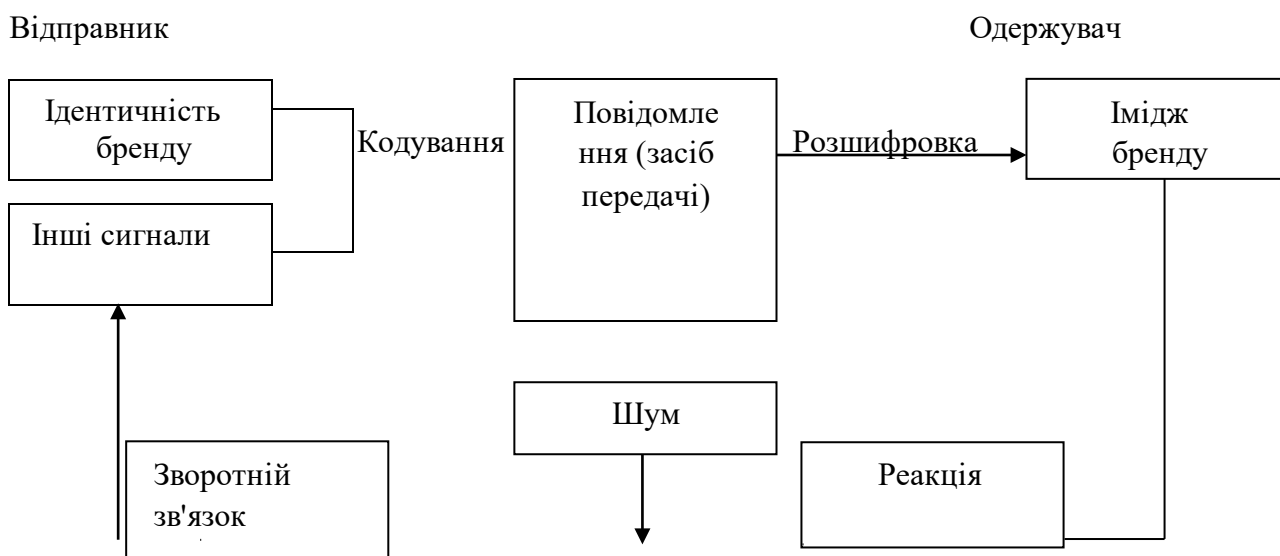 Відправник
Одержувач
Ідентичність
бренду
Інші сигнали
Кодування
Повідомле
ння (засіб
передачі)
Розшифровка
Імідж
бренду
Шум
Зворотній
зв'язок
Реакція